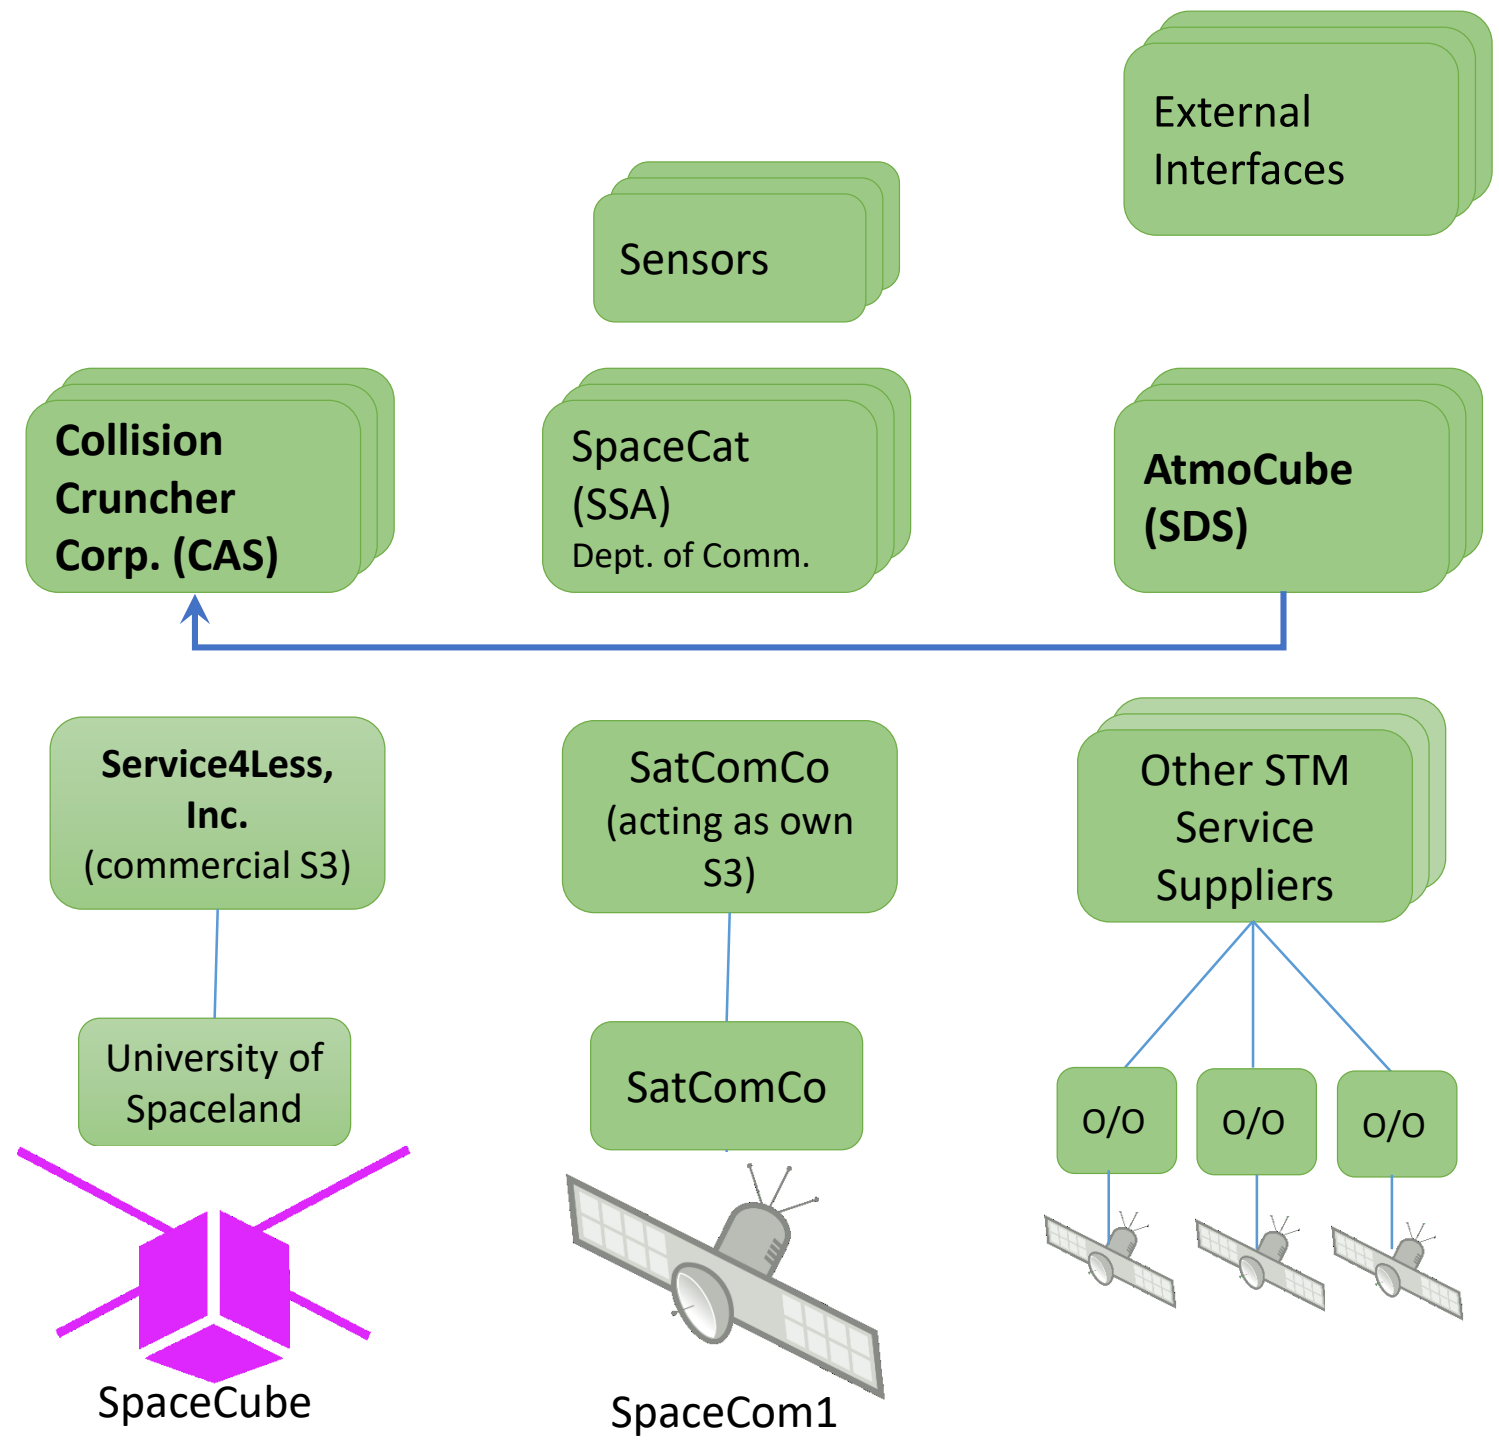 External
Interfaces
Sensors
Collision
Cruncher
Corp. (CAS)
SpaceCat
(SSA)
Dept. of Comm.
AtmoCube
(SDS)
Service4Less,
Inc.
(commercial S3)
SatComCo
(acting as own
S3)
Other STM
Service
Suppliers
University of
Spaceland
SatComCo
O/O
O/O
O/O
SpaceCube
SpaceCom1